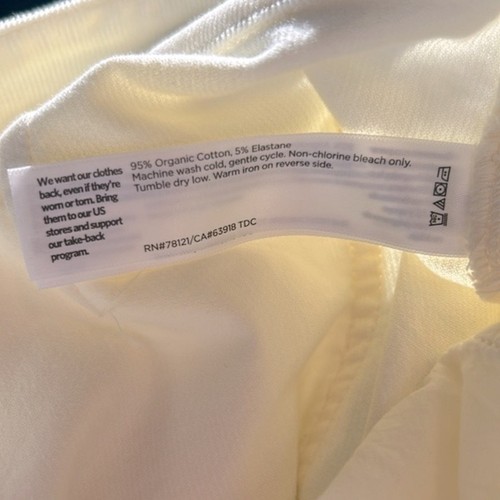 We want our clothes
back, even if they're
worn or torn. Bring
them to our US
stores and support
our take-back
program.
95% Organic Cotton, 5% Elastane
Machine wash cold, gentle cycle. Non-chlorine bleach only.
Tumble dry low. Warm iron on reverse side.
RN#78121/CA#63918 TDC